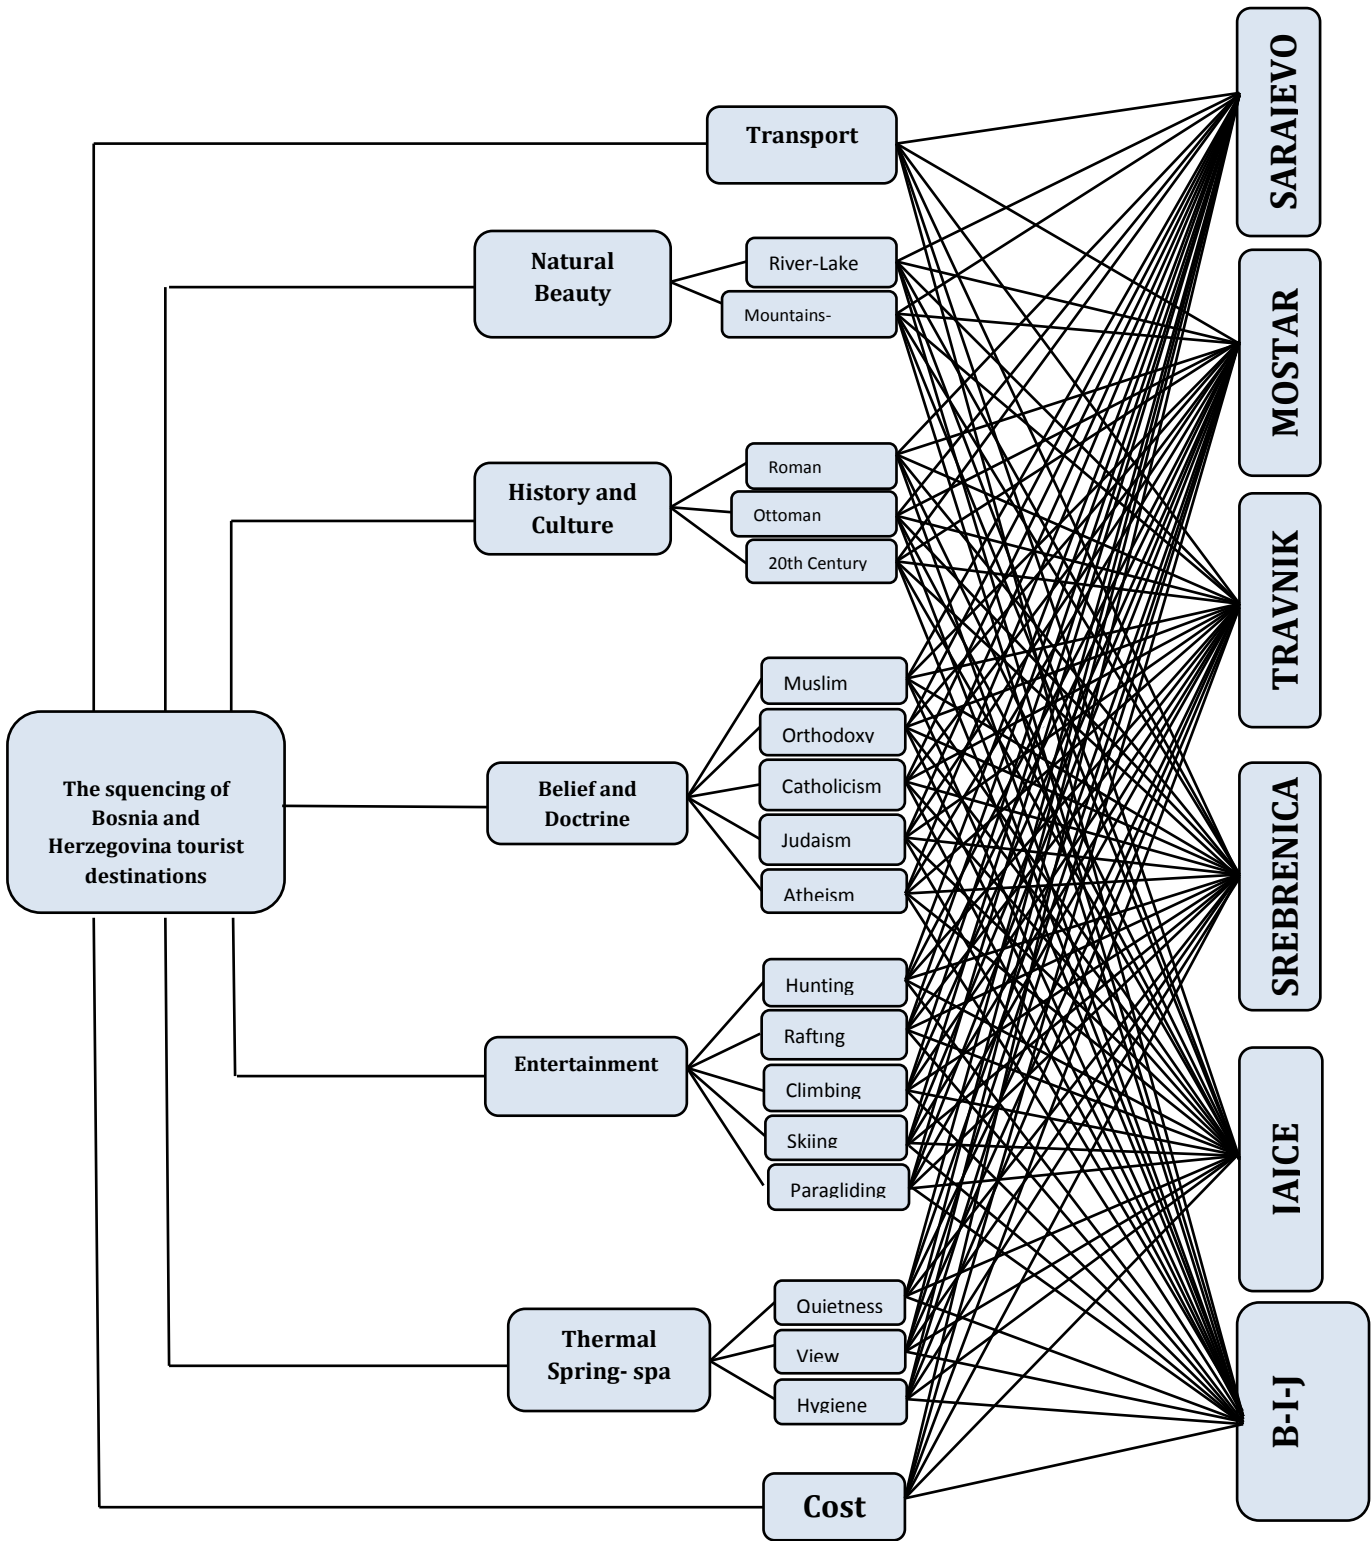 Transport
Natural
Beauty
River-Lake
Mountains-
History and
Culture
Roman
Ottoman
20th Century
The squencing of
Bosnia and
Herzegovina tourist
destinations
Belief and
Doctrine
Muslim
Orthodoxy
Catholicism
Judaism
Atheism
Entertainment
Hunting
Rafting
Climbing
Skiing
Paragliding
Thermal
Spring- spa
Quietness
View
Hygiene
Cost
SARAJEVO
MOSTAR
TRAVNIK
SREBRENICA
JAJCE
B-I-J